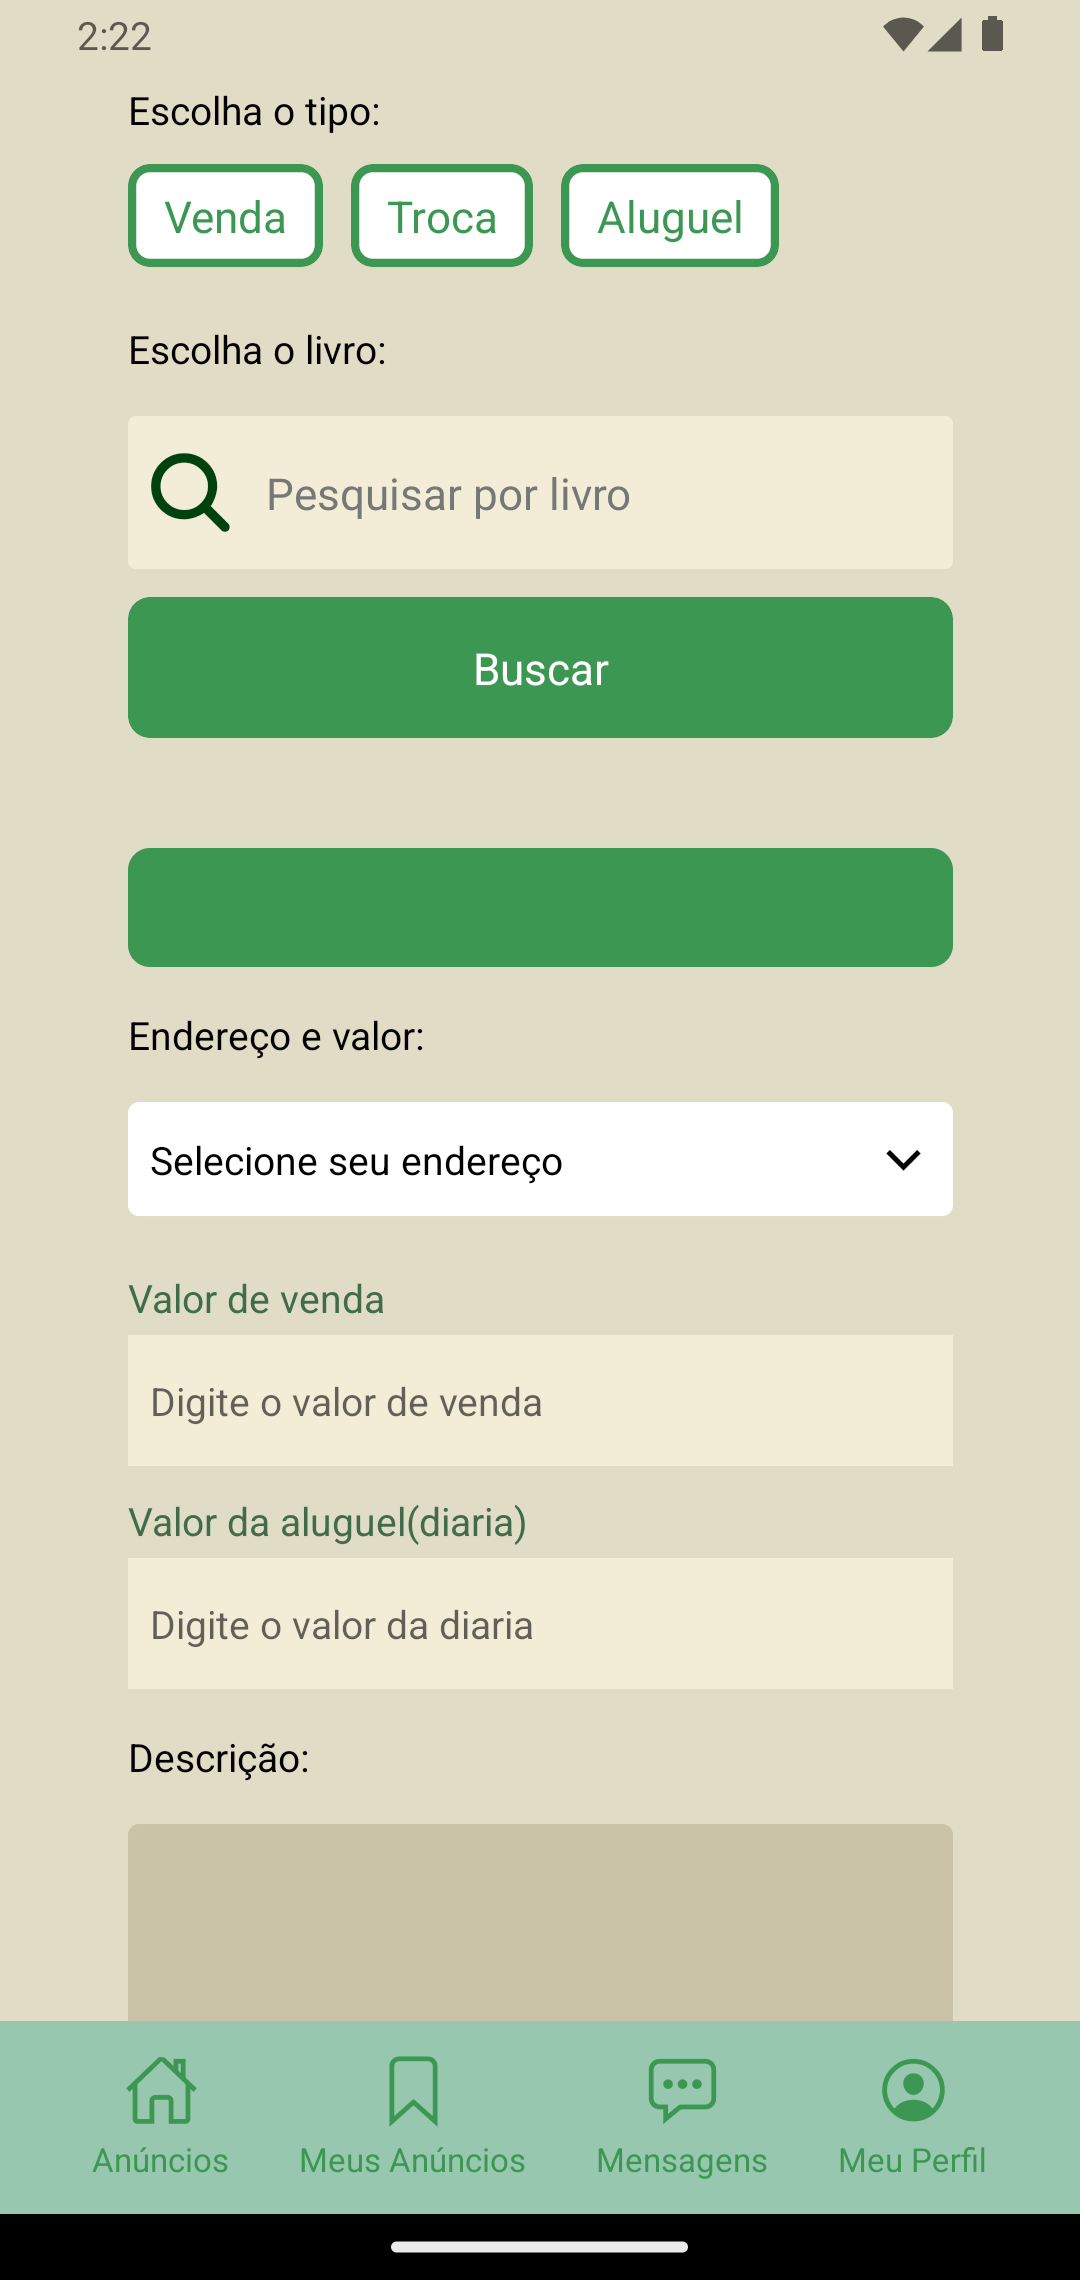 2:22
Escolha o tipo:
Venda Troca Aluguel
Escolha o livro:
Pesquisar por livro
Buscar
Endereço e valor:
Selecione seu endereço
Valor de venda
Digite o valor de venda
Valor da aluguel(diaria)
Digite o valor da diaria
Descrição:
Anúncios Meus Anúncios Mensagens Meu Perfil